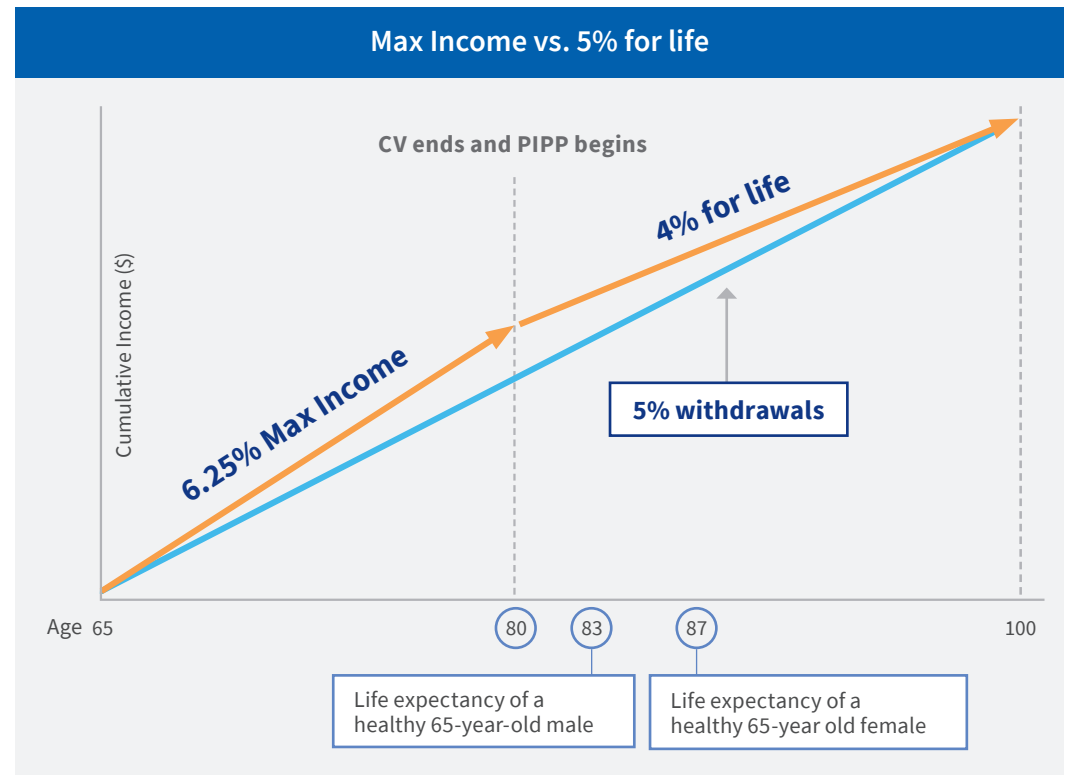 Max Income vs. 5% for life
CV ends and PIPP begins
4% for life
Cumulative Income ($)
6.25% Max Income
5% withdrawals
Age 65 80 83 87 100
Life expectancy of a
healthy 65-year-old male
Life expectancy of a
healthy 65-year old female